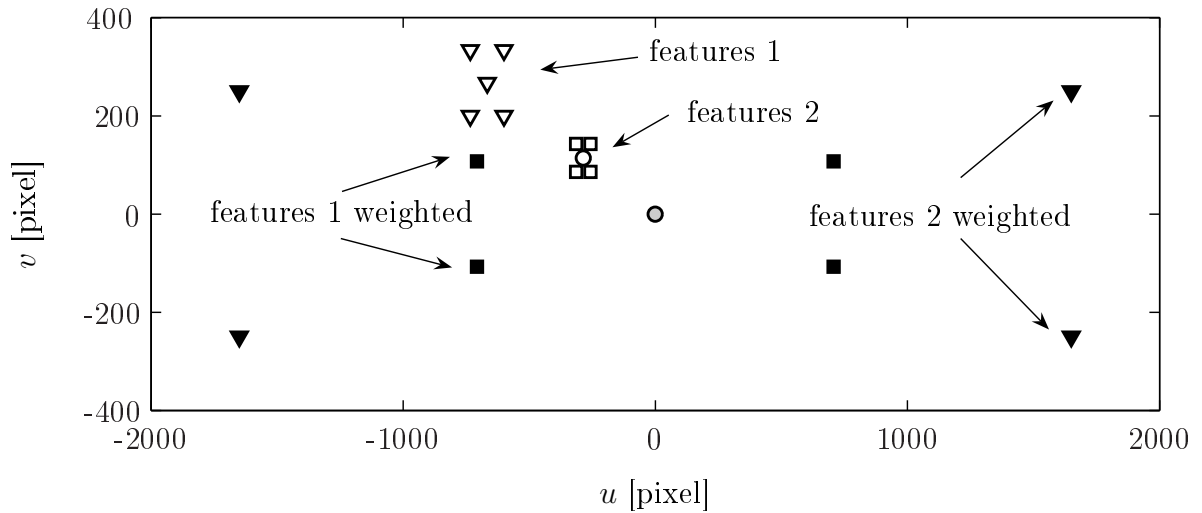 400
features 1
features 2
200
v [pixel]
0
features 1 weighted
features 2 weighted
-200
-400
-2000
-1000
0
1000
2000
u [pixel]